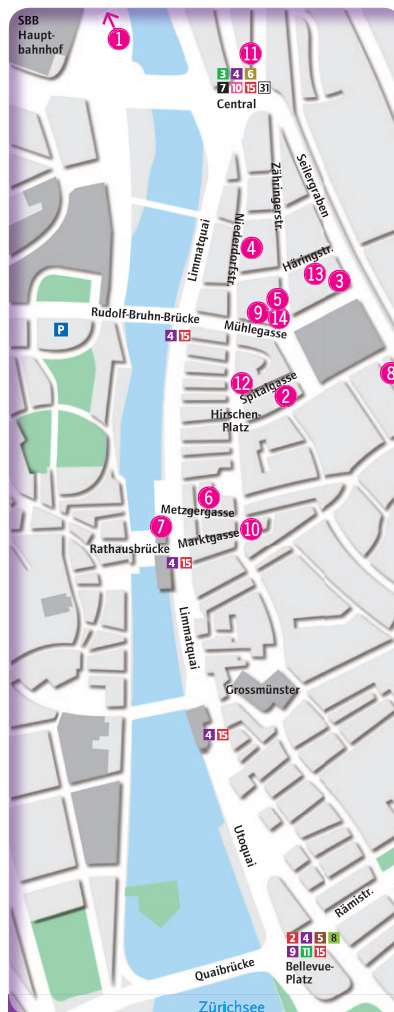 SBB
Haupt-
bahnhof
1
11
3 4 6
7 10 15 31
Central
Zähringerstr.
Seilergraben
Limmatquai
Niederdorfstr.
4
Häringstr.
13
3
5
9
14
Rudolf-Bruhn-Brücke
Mühlegasse
P
4 15
8
12
Spitalgasse
2
Hirschen-
Platz
6
Metzgergasse
7
Marktgasse
10
Rathausbrücke
4 15
Limmatquai
Grossmünster
4 15
Utoquai
Rämistr.
2 4 5 8
9 11 15
Bellevue-
Platz
Quaibrücke
Zürichsee